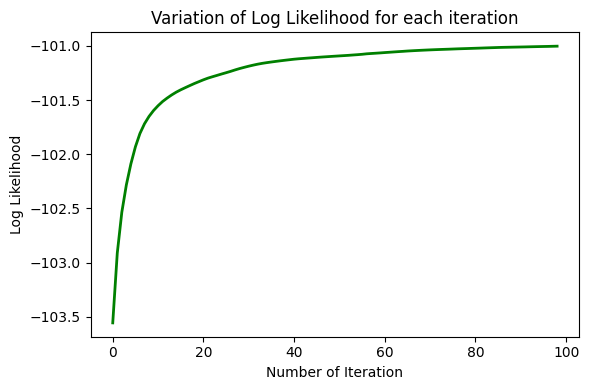 Variation of Log Likelihood for each iteration
Log Likelihood
−101.0
−101.5
−102.0
−102.5
−103.0
−103.5
0 20 40 60 80 100
Number of Iteration